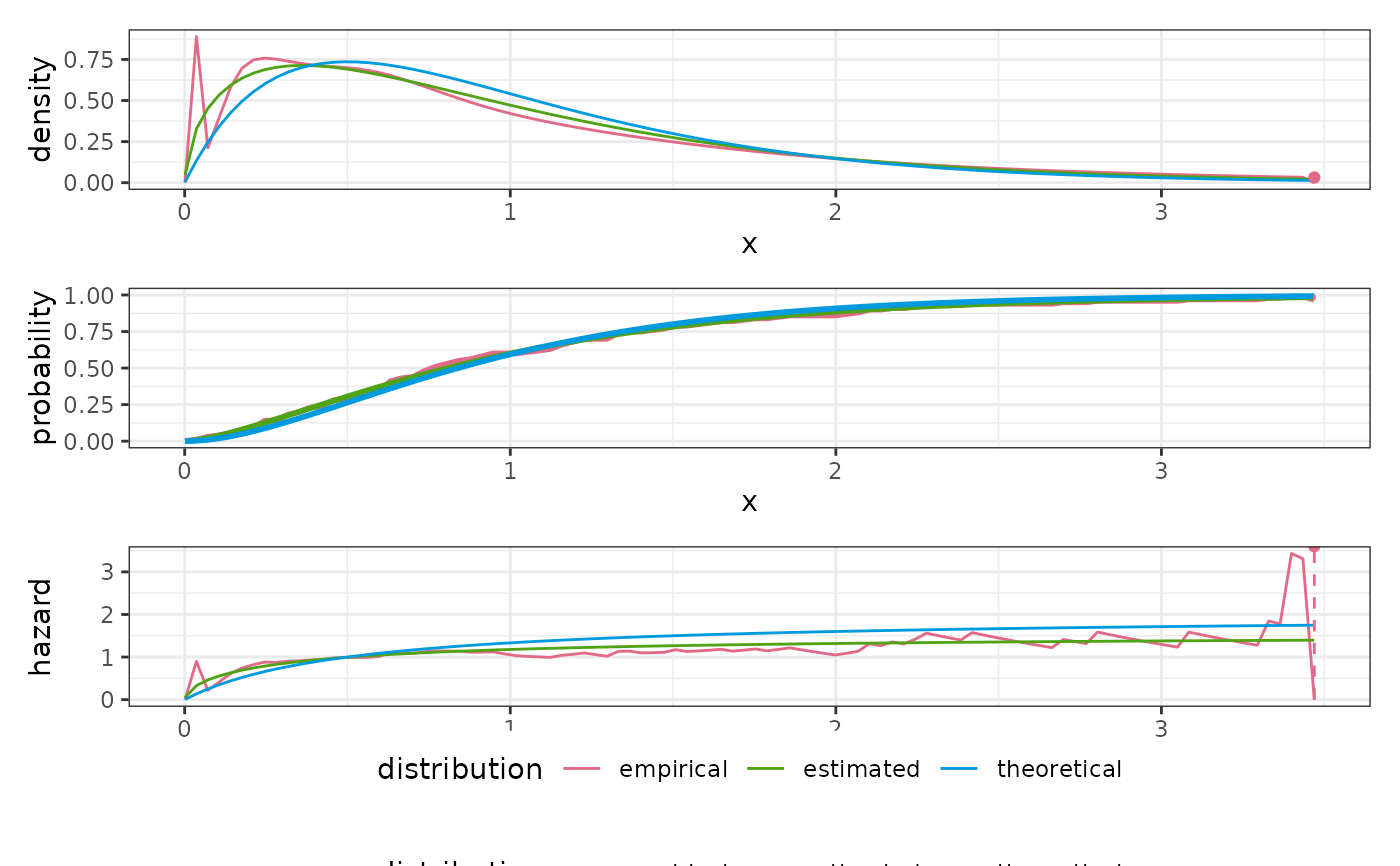 density
0.75
0.50
0.25
0.00
0 1 2 3
x
probability
1.00
0.75
0.50
0.25
0.00
0 1 2 3
x
hazard
3
2
1
0
0 1 2 3
distribution empirical estimated theoretical